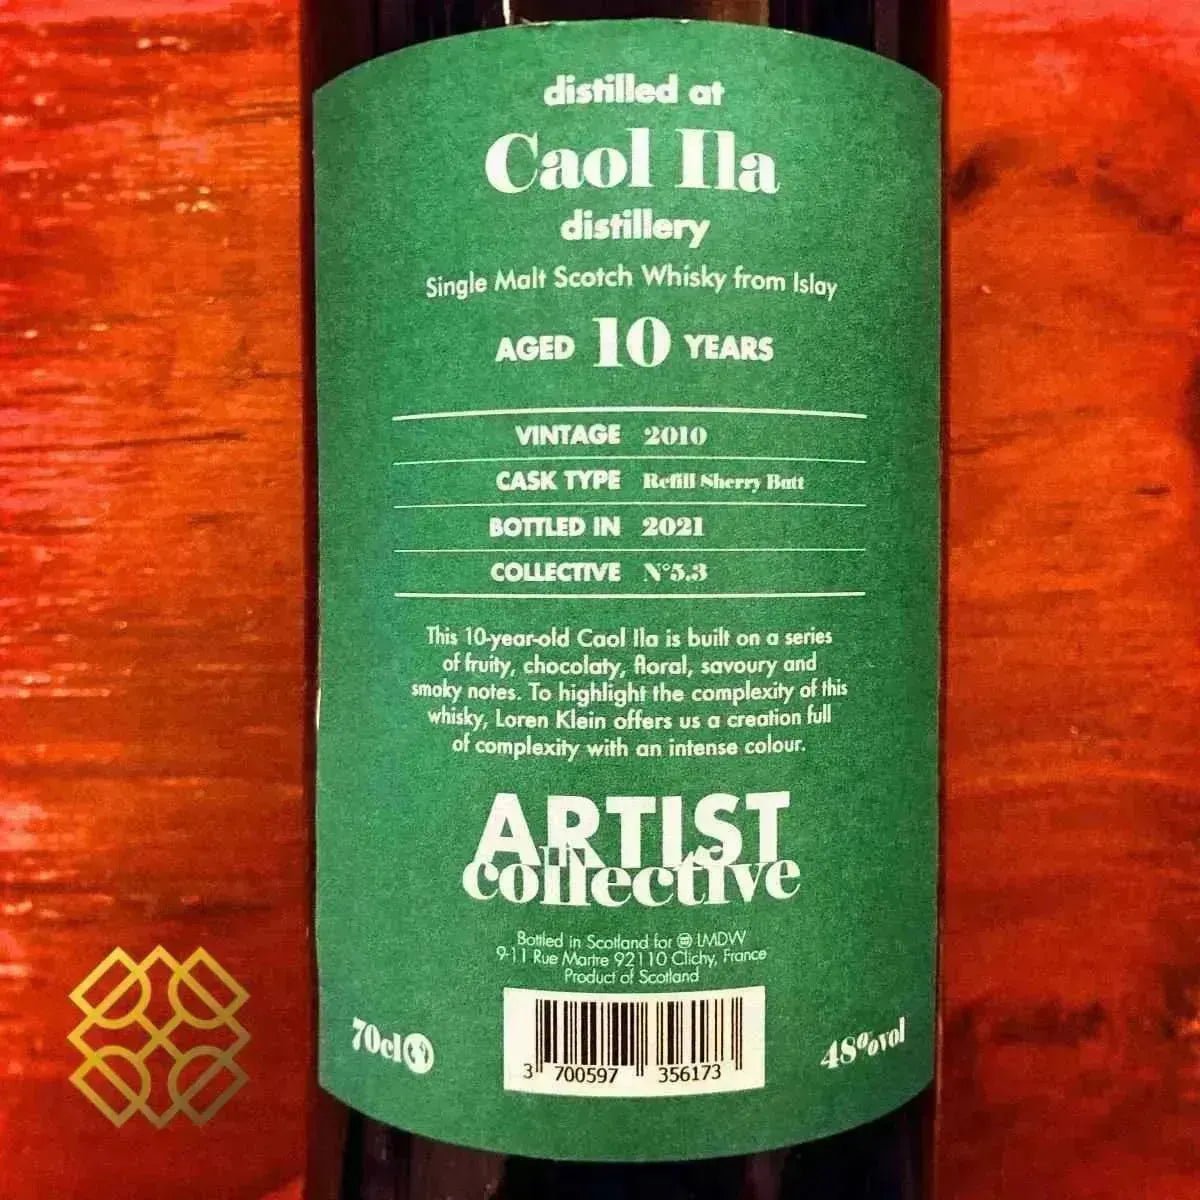 distilled at
Caol Ila
distillery
Single Malt Scotch Whisky from Islay
AGED 10 YEARS
VINTAGE 2010
CASK TYPE Refill Sherry Butt
BOTTLED IN 2021
COLLECTIVE N°5.3
This 10-year-old Caol Ila is built on a series
of fruity, chocolaty, floral, savoury and
smoky notes. To highlight the complexity of this
whisky, Loren Klein offers us a creation full
of complexity with an intense colour.
ARTIST
collective
Bottled in Scotland for LMDW
9-11 Rue Martre 92110 Clichy, France
Product of Scotland
70cl 48%vol
3 700597 356173